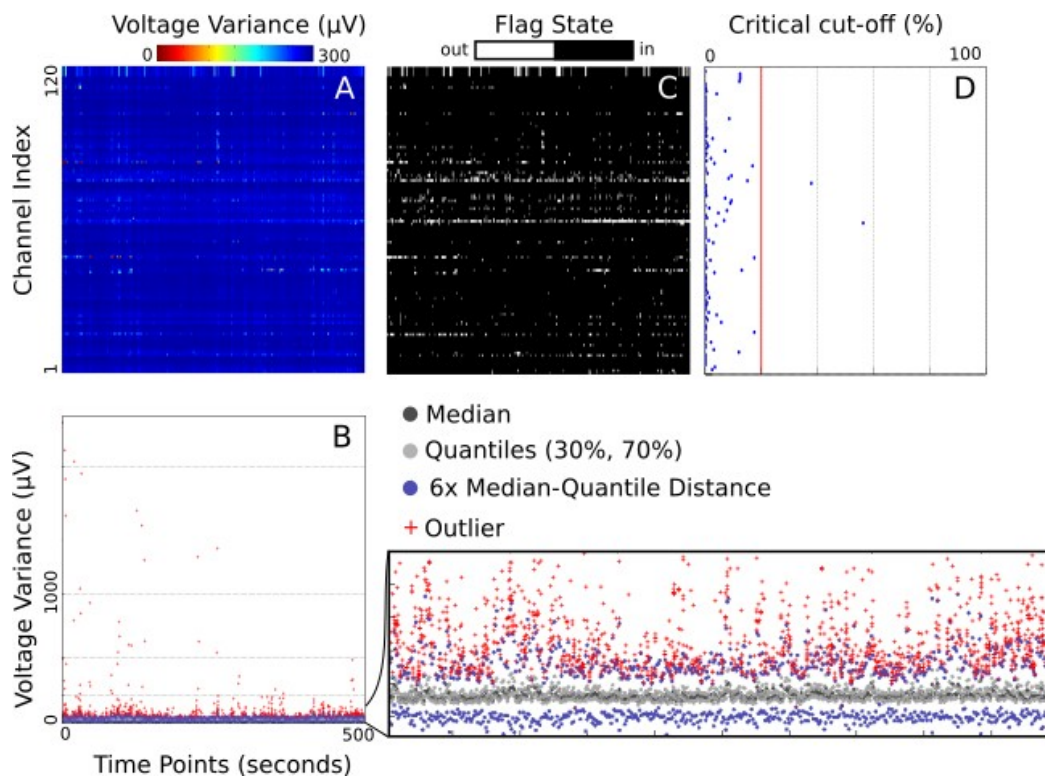 Voltage Variance (µV)
0 300
Flag State
out in
Critical cut-off (%)
0 100
A
C
D
Channel Index
120
1
B
Voltage Variance (µV)
1000
0
0 500
Time Points (seconds)
Median
Quantiles (30%, 70%)
6x Median-Quantile Distance
Outlier